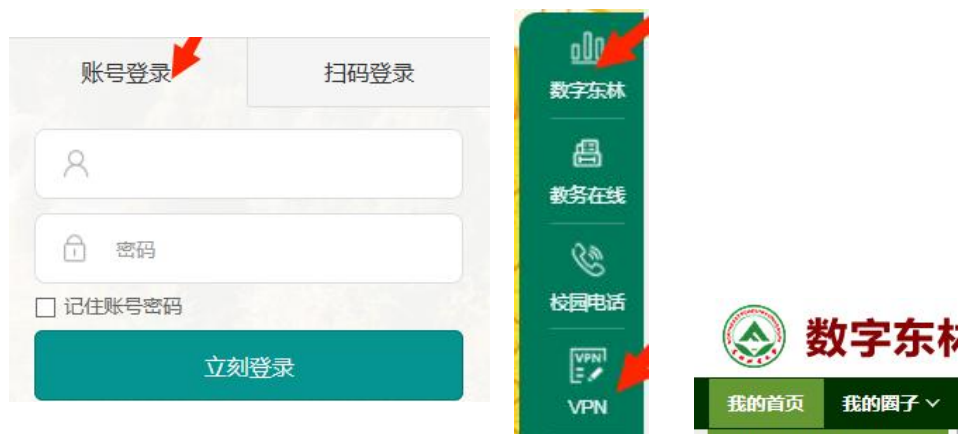 账号登录
扫码登录
密码
记住账号密码
立刻登录
数字东林
教务在线
校园电话
VPN
VPN
数字东林
我的首页
我的圈子